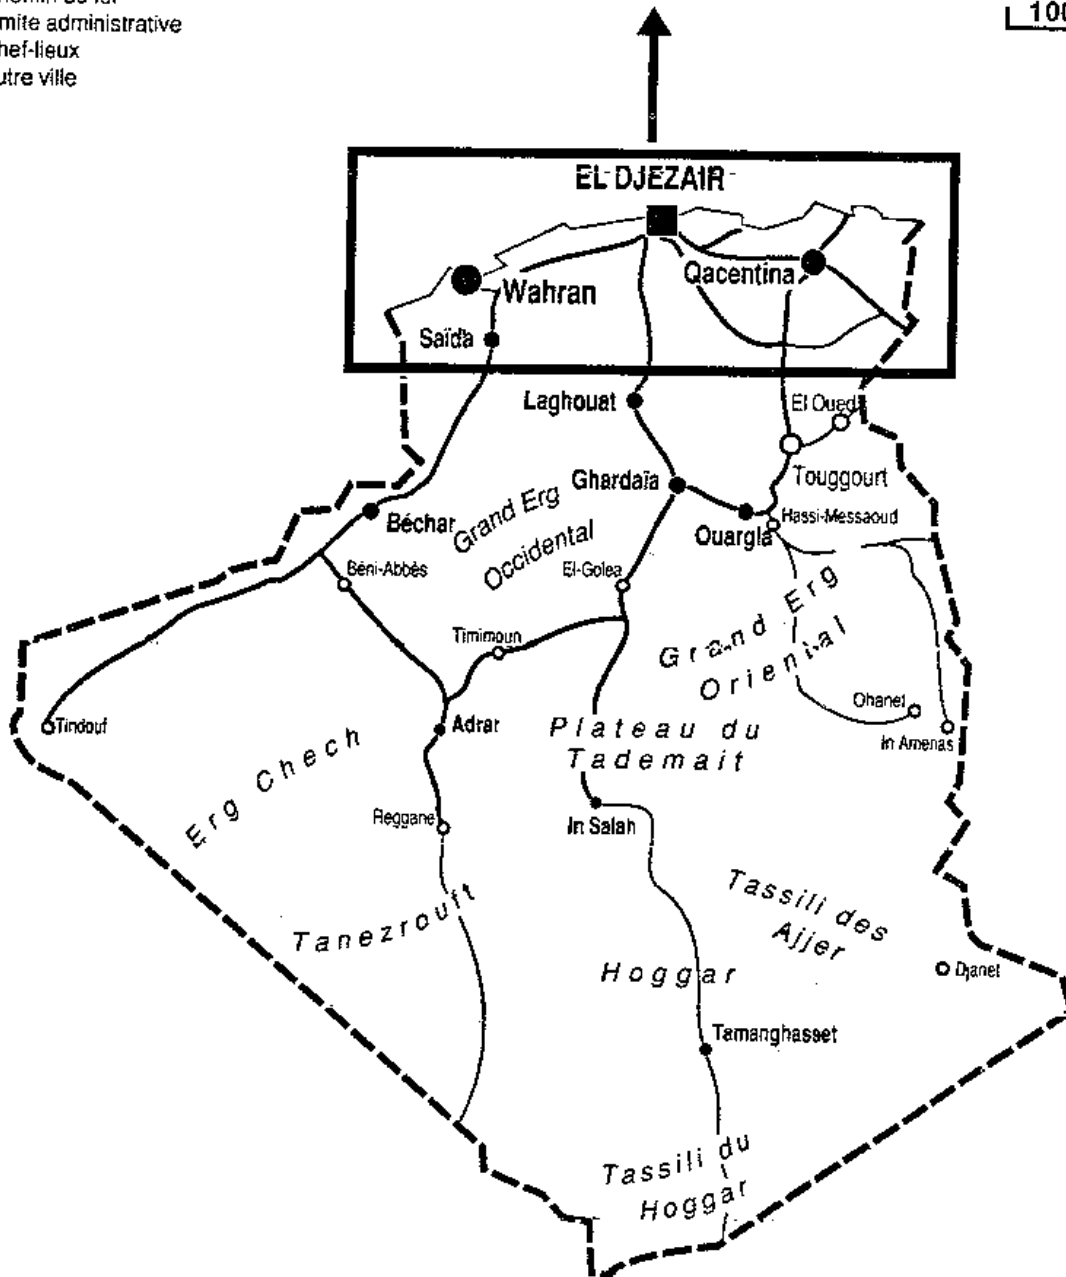 mite administrative
hef-lieux
utre ville
100
EL DJEZAIR
Qacentina
Wahran
Saïda
Laghouat
El Oued
Touggourt
Ghardaïa
Grand Erg
Occidental
Béchar
Ouargla
Hassi-Messaoud
Béni-Abbès
El-Golea
Grand Erg
Oriental
Timimoun
Ohanet
In Amenas
Tindouf
Adrar
Plateau du
Tademait
Erg Chech
Reggane
In Salah
Tassili des
Ajjer
Tanezrouft
Hoggar
Djanet
Tamanghasset
Tassili du
Hoggar